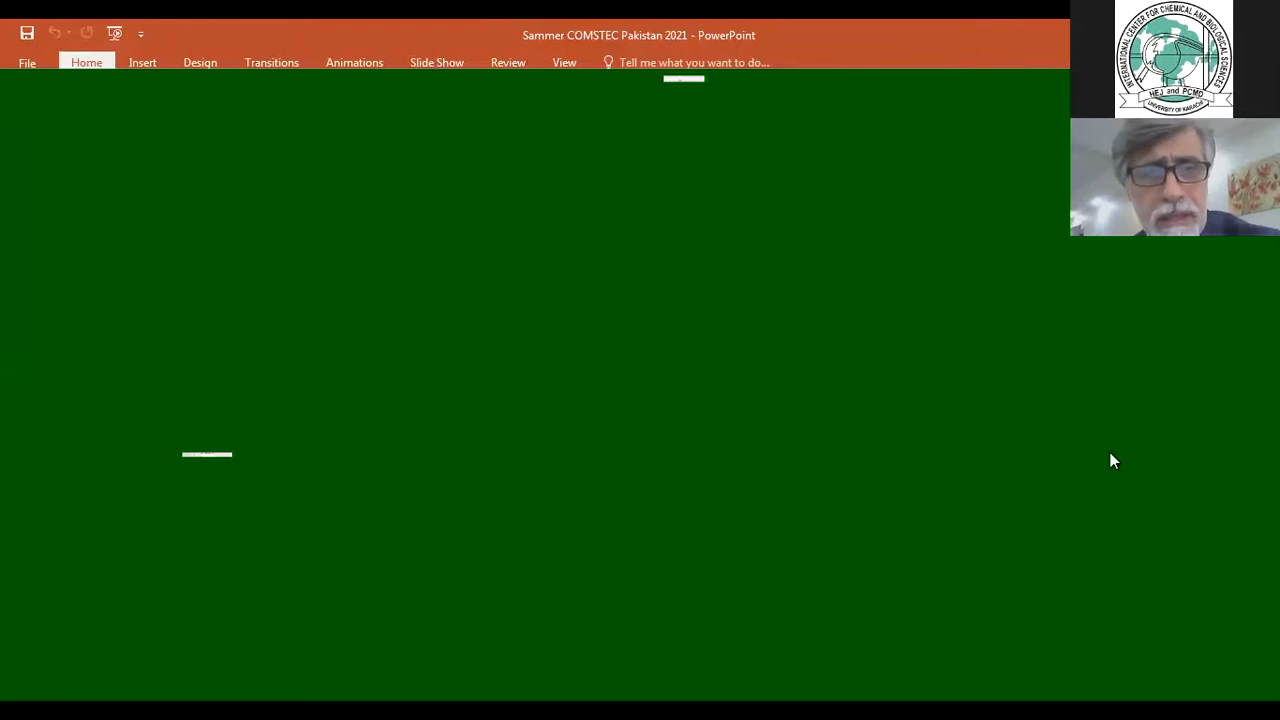 Sammer COMSTEC Pakistan 2021 - PowerPoint
File Home Insert Design Transitions Animations Slide Show Review View Tell me what you want to do...
INTERNATIONAL CENTER FOR CHEMICAL AND BIOLOGICAL SCIENCES
HEJ and PCMD
UNIVERSITY OF KARACHI